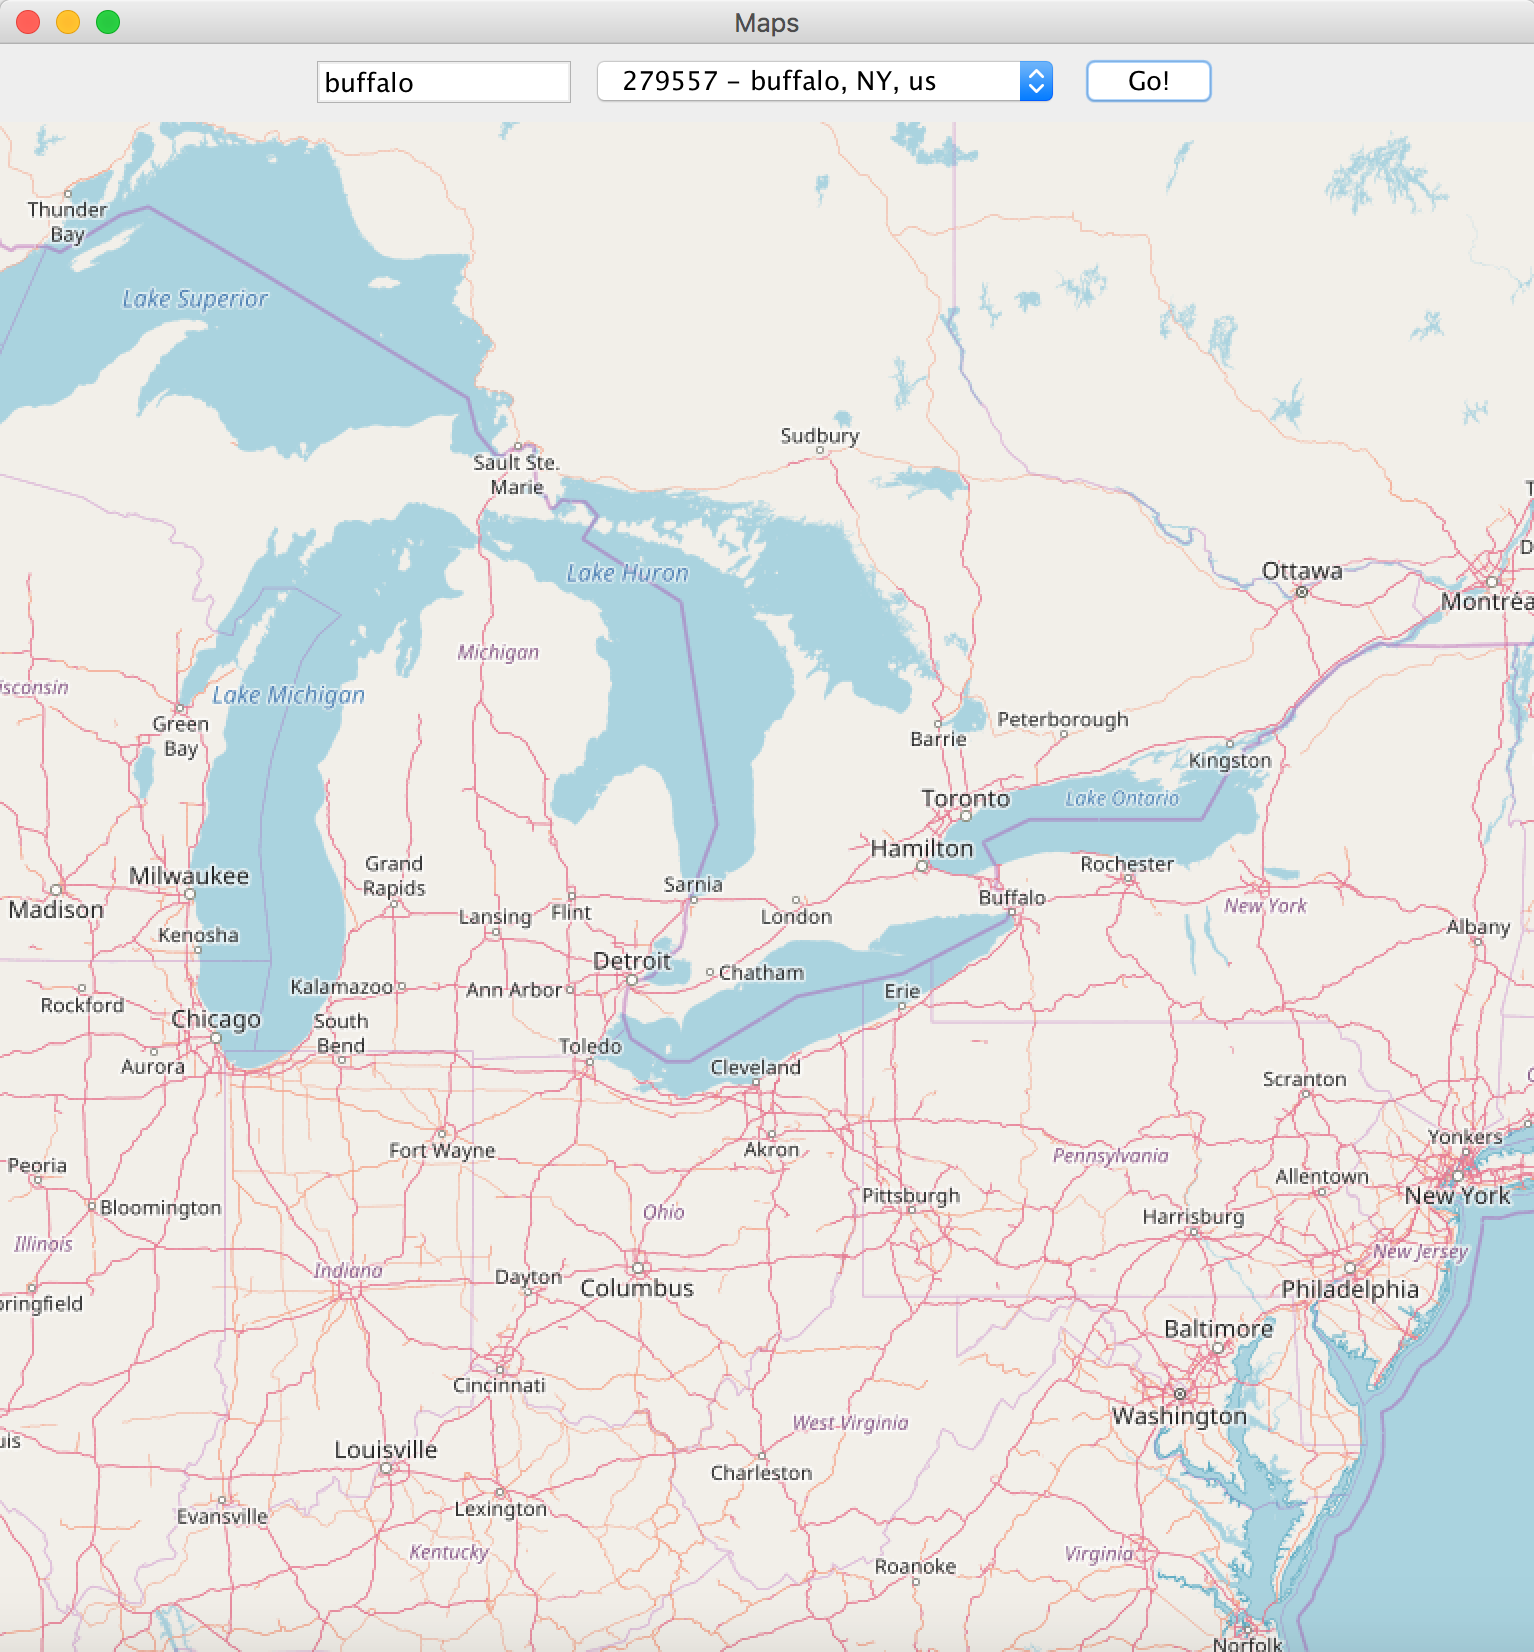 Maps
buffalo
279557 – buffalo, NY, us
Go!
Thunder
Bay
Lake Superior
Sudbury
Sault Ste.
Marie
Lake Huron
Ottawa
Montréa
Michigan
isconsin
Lake Michigan
Green
Bay
Barrie
Peterborough
Kingston
Toronto
Lake Ontario
Hamilton
Rochester
Milwaukee
Grand
Rapids
Sarnia
Buffalo
Madison
Lansing
Flint
London
New York
Kenosha
Albany
Detroit
Chatham
Rockford
Kalamazoo
Ann Arbor
Erie
Chicago
South
Bend
Aurora
Toledo
Cleveland
Scranton
Fort Wayne
Akron
Yonkers
Peoria
Pennsylvania
Allentown
Bloomington
Pittsburgh
New York
Ohio
Harrisburg
Illinois
New Jersey
Indiana
Dayton
Columbus
Philadelphia
pringfield
Baltimore
Cincinnati
Washington
West Virginia
uis
Louisville
Charleston
Evansville
Lexington
Kentucky
Roanoke
Virginia
Norfolk